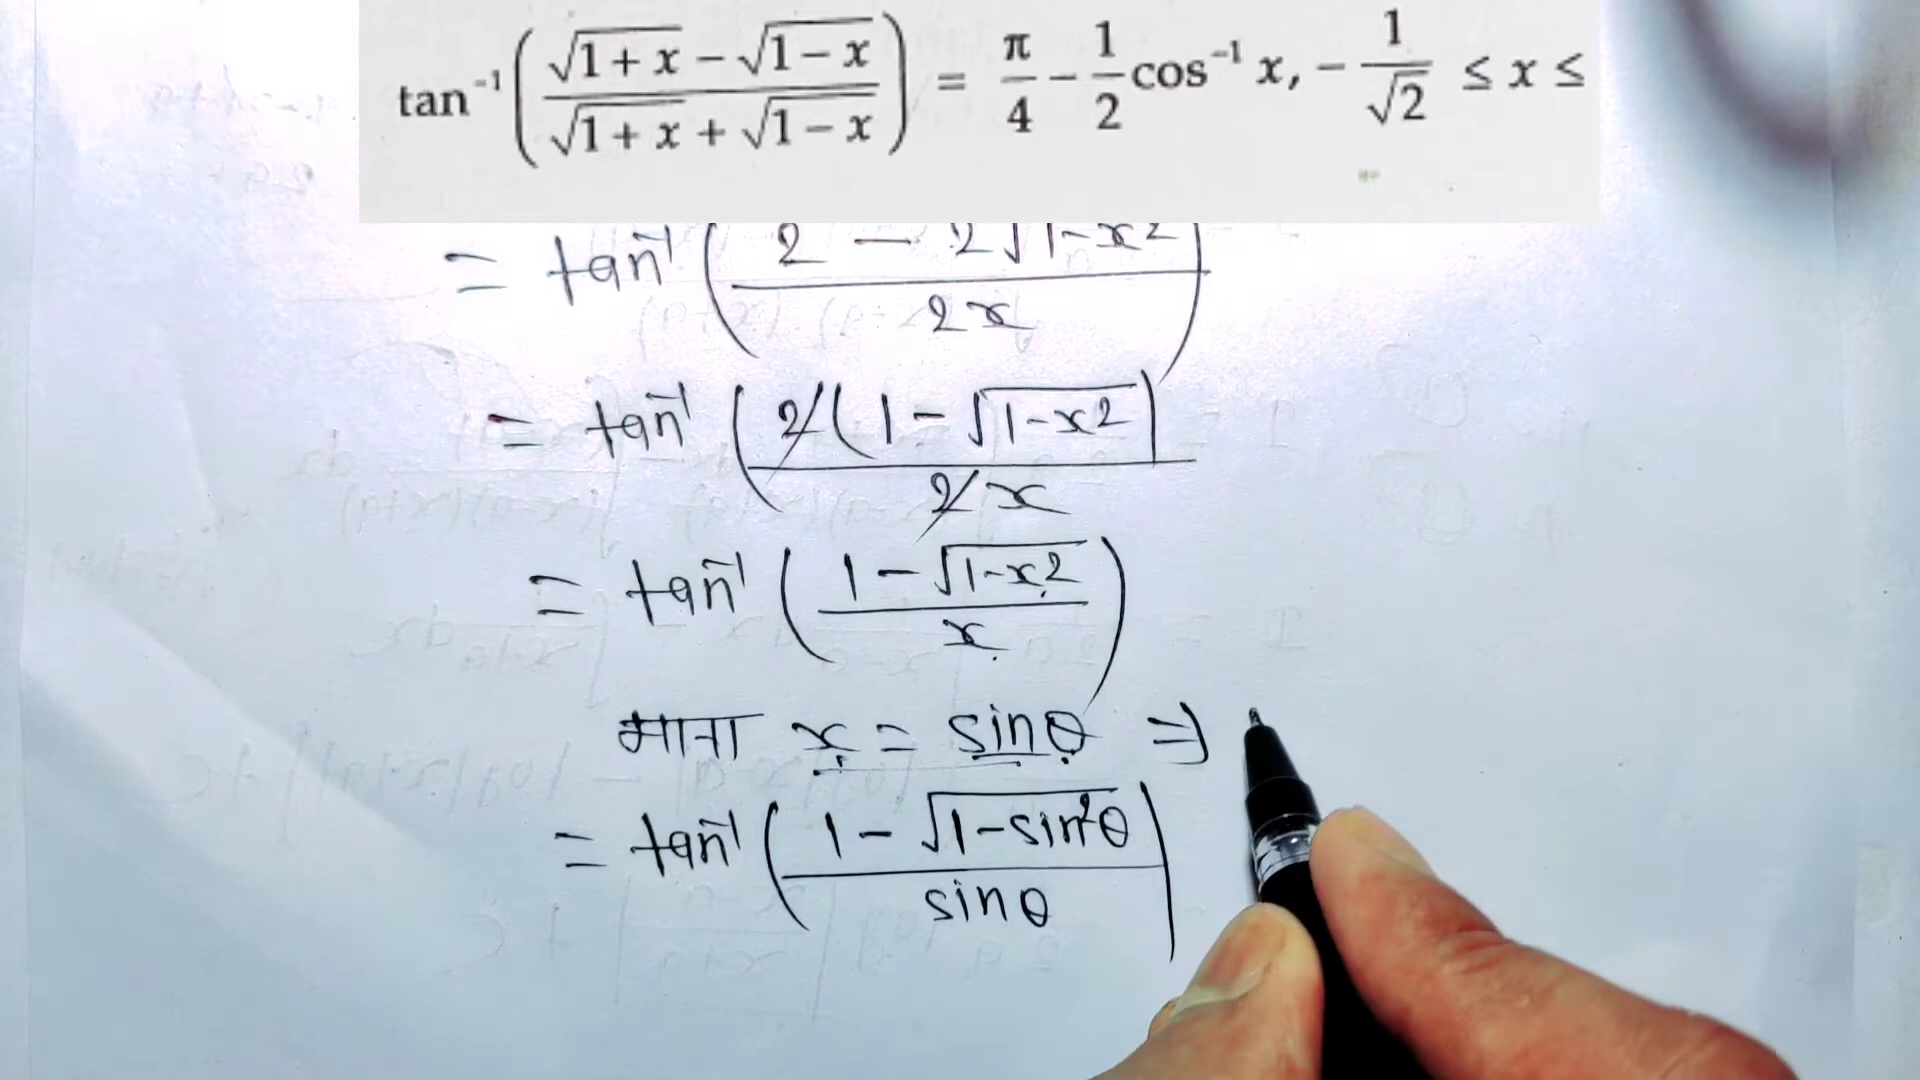 tan⁻¹ ( (√(1 + x) − √(1 − x)) / (√(1 + x) + √(1 − x)) ) = π/4 − 1/2 cos⁻¹ x, − 1/√2 ≤ x ≤
= tan⁻¹ ( (2 − 2√(1−x²)) / 2x )
= tan⁻¹ ( 2(1 − √(1−x²)) / 2x )
= tan⁻¹ ( (1 − √(1−x²)) / x )
माना x = sinθ ⇒
= tan⁻¹ ( (1 − √(1−sin²θ)) / sinθ )